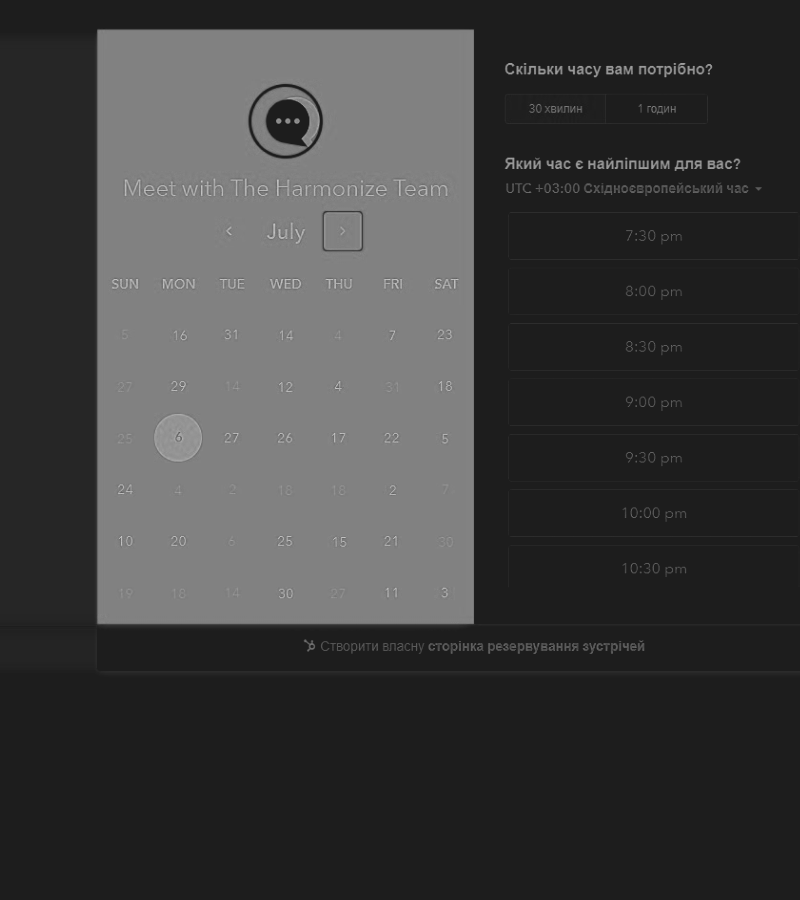 Meet with The Harmonize Team
July
SUN MON TUE WED THU FRI SAT
5 16 31 14 4 7 23
27 29 14 12 4 31 18
25 6 27 26 17 22 5
24 4 2 18 18 2 7
10 20 6 25 15 21 30
19 18 14 30 27 11 3
Скільки часу вам потрібно?
30 хвилин 1 годин
Який час є найліпшим для вас?
UTC +03:00 Східноєвропейський час
7:30 pm
8:00 pm
8:30 pm
9:00 pm
9:30 pm
10:00 pm
10:30 pm
Створити власну сторінка резервування зустрічей